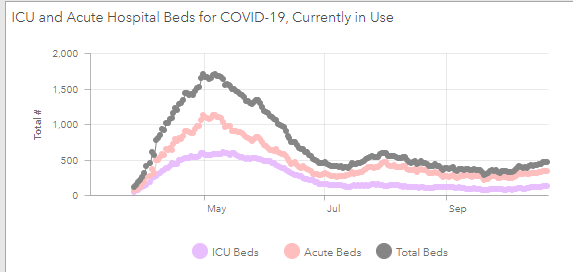 ICU and Acute Hospital Beds for COVID-19, Currently in Use
2,000
1,500
1,000
500
0
Total #
May
Jul
Sep
ICU Beds
Acute Beds
Total Beds